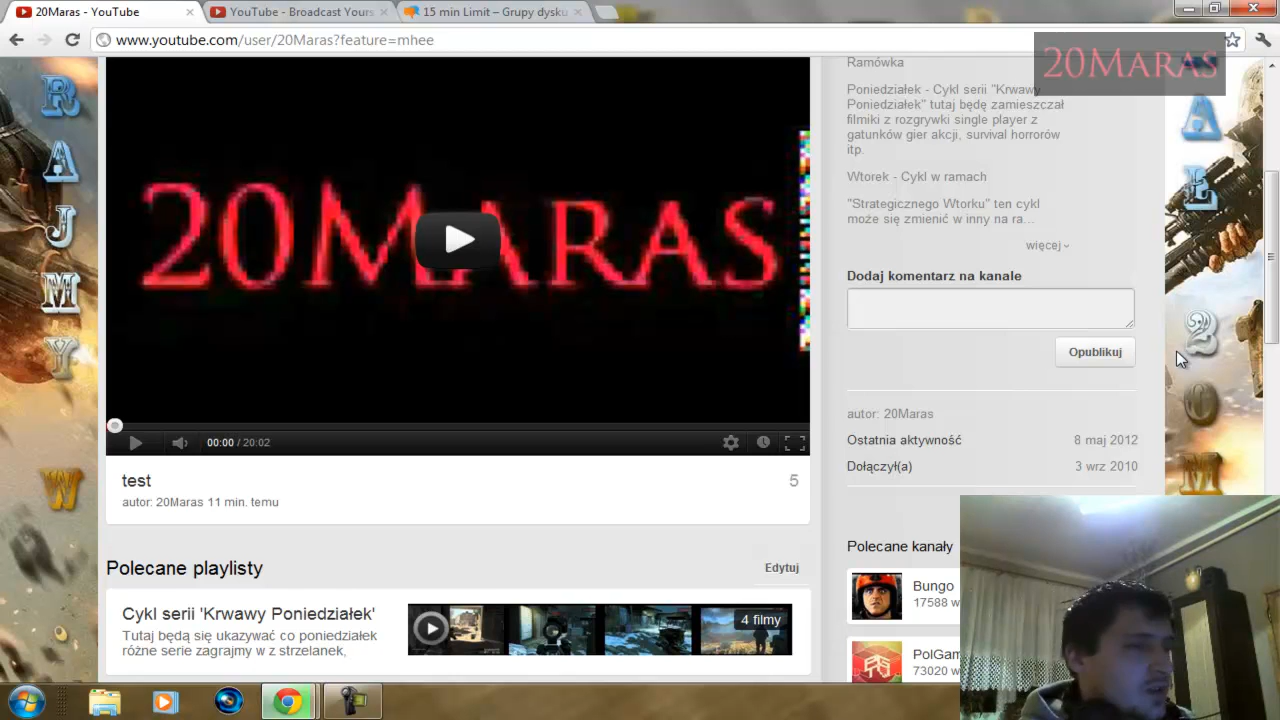 20Maras - YouTube
YouTube - Broadcast Yours
15 min Limit – Grupy dysku
www.youtube.com/user/20Maras?feature=mhee
20MARAS
RAJMY W
Ramówka
Poniedziałek - Cykl serii "Krwawy
Poniedziałek" tutaj będę zamieszczał
filmiki z rozgrywki single player z
gatunków gier akcji, survival horrorów
itp.
Wtorek - Cykl w ramach
"Strategicznego Wtorku" ten cykl
może się zmienić w inny na ra...
więcej
Dodaj komentarz na kanale
Opublikuj
20MARAS
00:00 / 20:02
test
5
autor: 20Maras 11 min. temu
autor: 20Maras
Ostatnia aktywność 8 maj 2012
Dołączył(a) 3 wrz 2010
Polecane playlisty
Edytuj
Cykl serii 'Krwawy Poniedziałek'
Tutaj będą się ukazywać co poniedziałek
różne serie zagrajmy w z strzelanek,
4 filmy
Polecane kanały
Bungo
17588 w
PolGam
73020 w
A
E
2
O
M